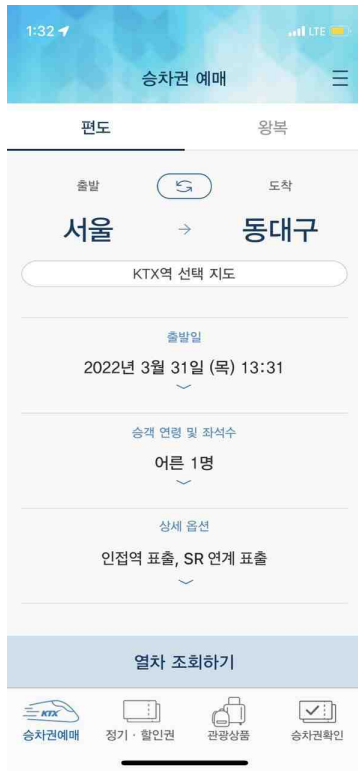 1:32 LTE
승차권 예매
편도 왕복
출발 도착
서울 → 동대구
KTX역 선택 지도
출발일
2022년 3월 31일 (목) 13:31
승객 연령 및 좌석수
어른 1명
상세 옵션
인접역 표출, SR 연계 표출
열차 조회하기
KTX
승차권예매 정기 · 할인권 관광상품 승차권확인